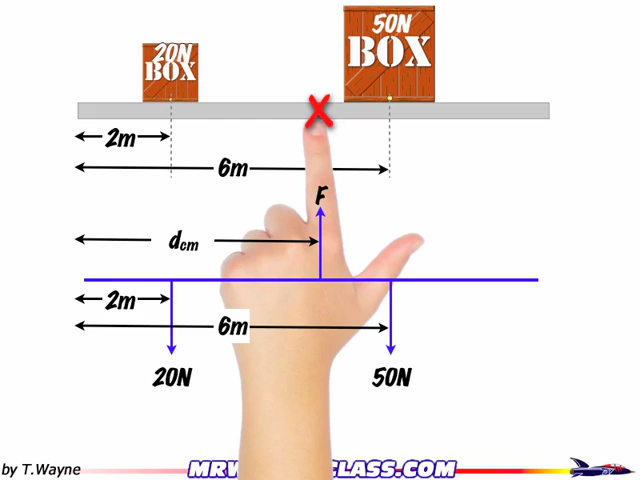 20N
BOX
50N
BOX
2m
6m
F
dcm
2m
6m
20N
50N
by T.Wayne
MRW CLASS.COM